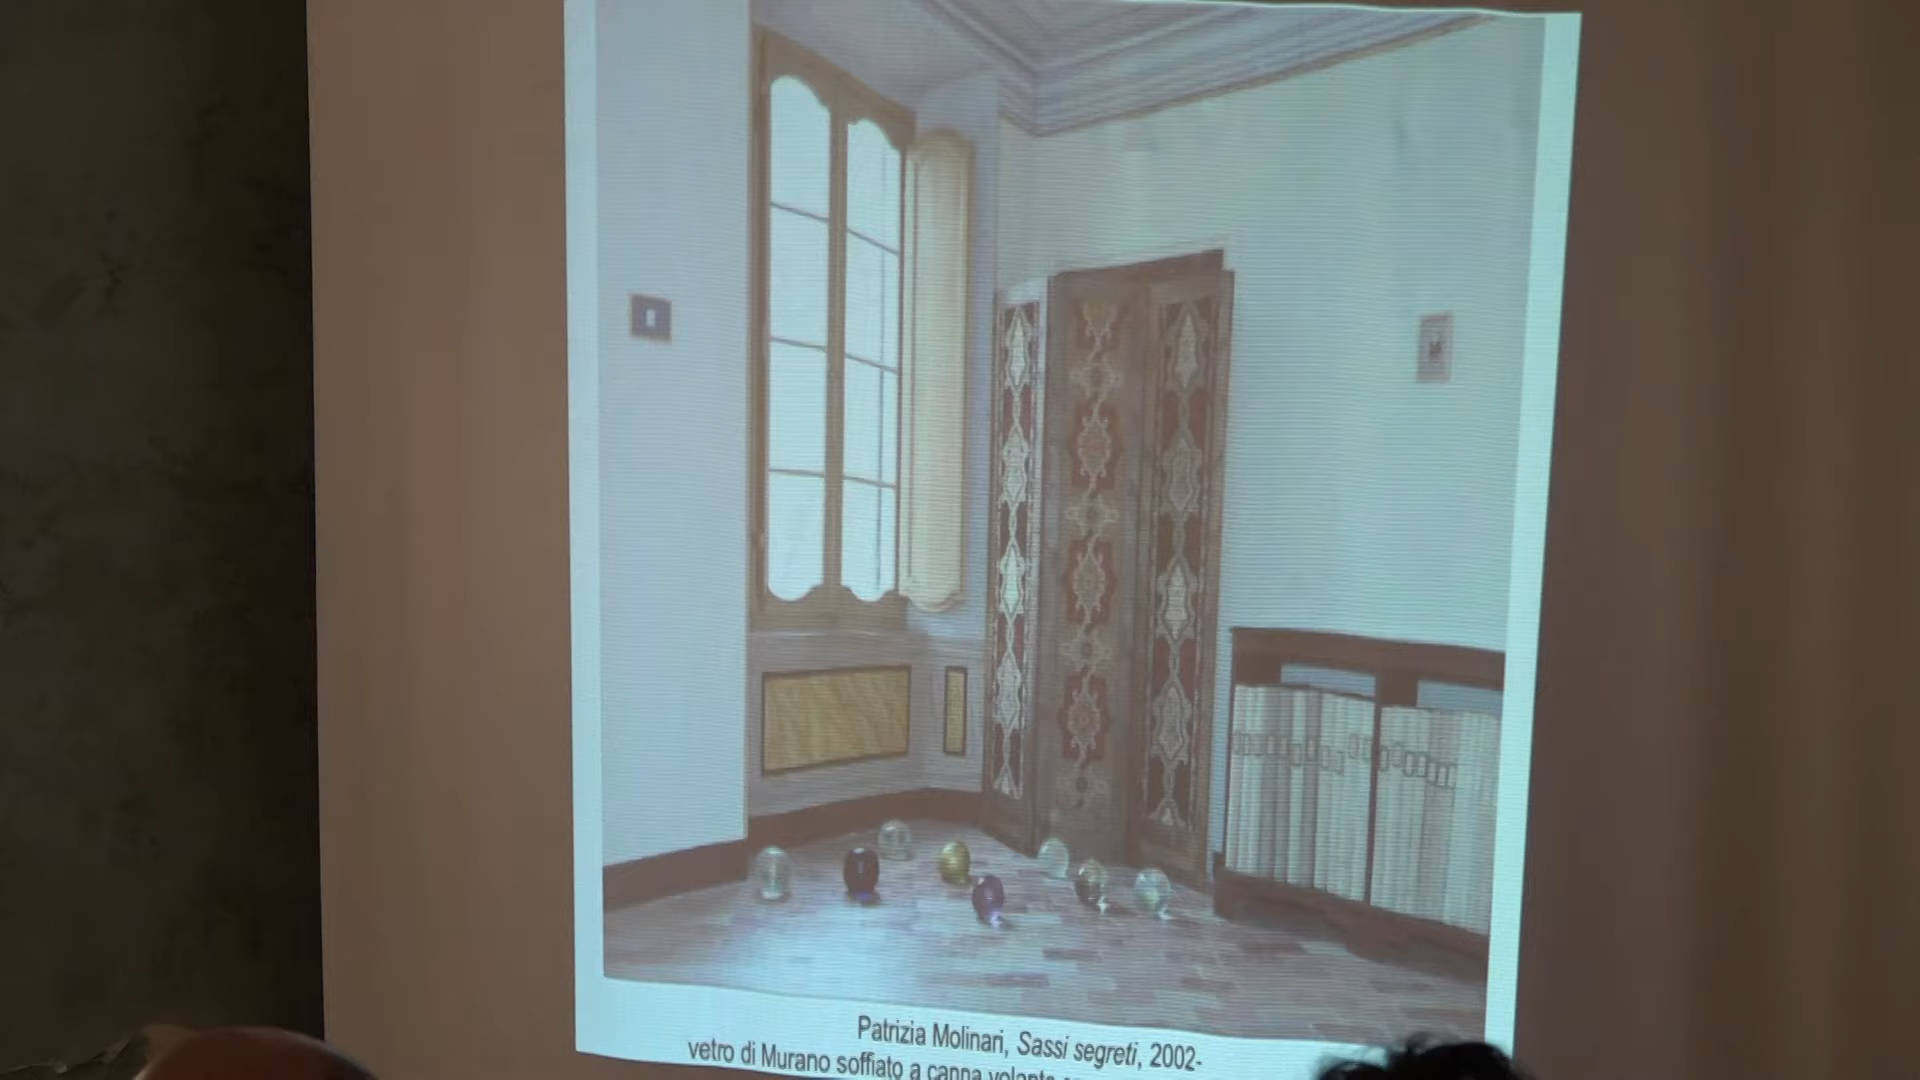 Patrizia Molinari, Sassi segreti, 2002-
vetro di Murano soffiato a canna volante